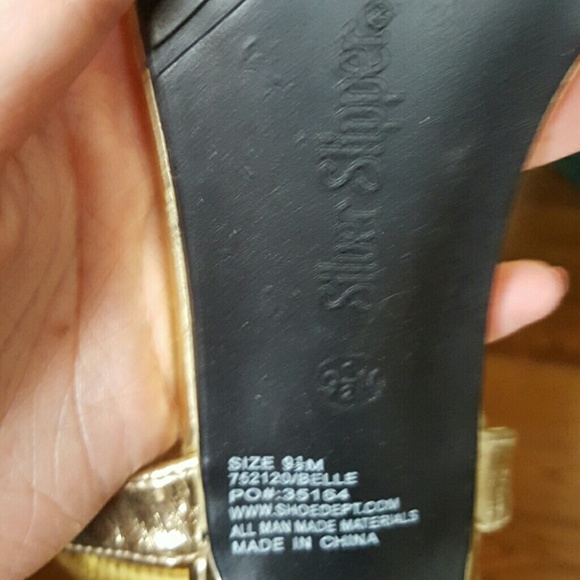 Silver Slipper
SIZE 9½M
752120/BELLE
PO#:35164
WWW.SHOEDEPT.COM
ALL MAN MADE MATERIALS
MADE IN CHINA